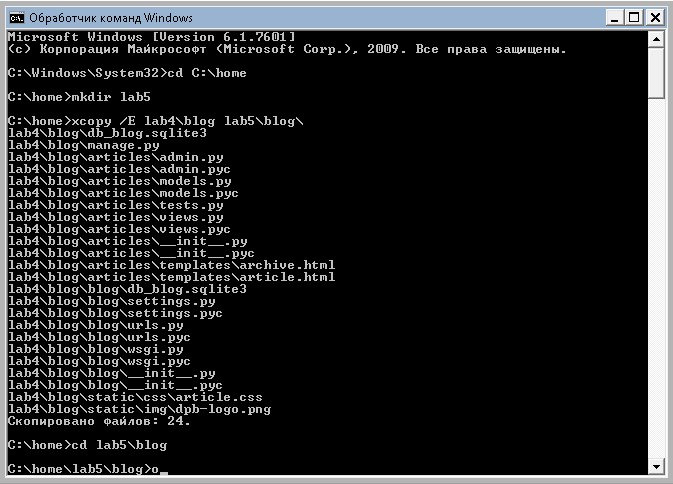 Обработчик команд Windows
Microsoft Windows [Version 6.1.7601]
(c) Корпорация Майкрософт (Microsoft Corp.), 2009. Все права защищены.
C:\Windows\System32>cd C:\home
C:\home>mkdir lab5
C:\home>xcopy /E lab4\blog lab5\blog\
lab4\blog\db_blog.sqlite3
lab4\blog\manage.py
lab4\blog\articles\admin.py
lab4\blog\articles\admin.pyc
lab4\blog\articles\models.py
lab4\blog\articles\models.pyc
lab4\blog\articles\tests.py
lab4\blog\articles\views.py
lab4\blog\articles\views.pyc
lab4\blog\articles\__init__.py
lab4\blog\articles\__init__.pyc
lab4\blog\articles\templates\archive.html
lab4\blog\articles\templates\article.html
lab4\blog\blog\db_blog.sqlite3
lab4\blog\blog\settings.py
lab4\blog\blog\settings.pyc
lab4\blog\blog\urls.py
lab4\blog\blog\urls.pyc
lab4\blog\blog\wsgi.py
lab4\blog\blog\wsgi.pyc
lab4\blog\blog\__init__.py
lab4\blog\blog\__init__.pyc
lab4\blog\static\css\article.css
lab4\blog\static\img\dpb-logo.png
Скопировано файлов: 24.
C:\home>cd lab5\blog
C:\home\lab5\blog>o_